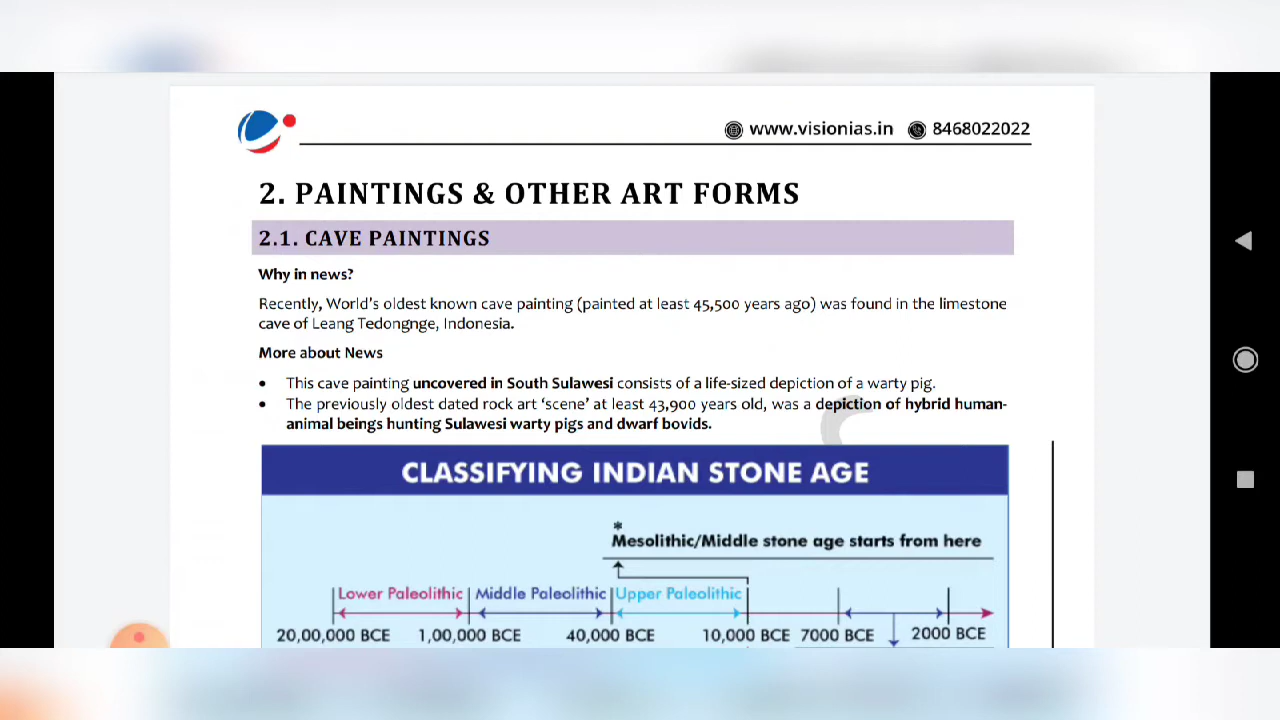 www.visionias.in 8468022022
2. PAINTINGS & OTHER ART FORMS
2.1. CAVE PAINTINGS
Why in news?
Recently, World's oldest known cave painting (painted at least 45,500 years ago) was found in the limestone
cave of Leang Tedongnge, Indonesia.
More about News
• This cave painting uncovered in South Sulawesi consists of a life-sized depiction of a warty pig.
• The previously oldest dated rock art 'scene' at least 43,900 years old, was a depiction of hybrid human-
animal beings hunting Sulawesi warty pigs and dwarf bovids.
CLASSIFYING INDIAN STONE AGE
*
Mesolithic/Middle stone age starts from here
Lower Paleolithic Middle Paleolithic Upper Paleolithic
20,00,000 BCE 1,00,000 BCE 40,000 BCE 10,000 BCE 7000 BCE 2000 BCE